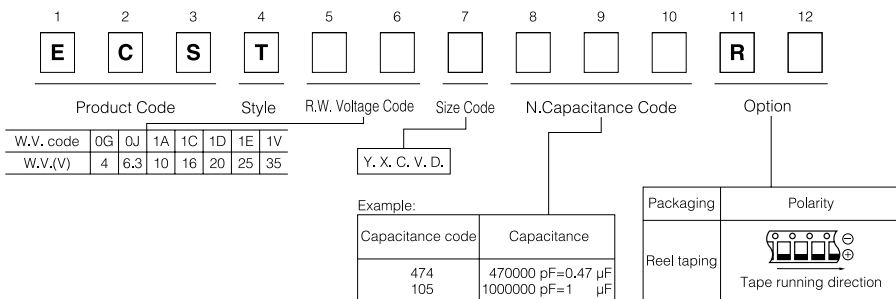 1 2 3 4 5 6 7 8 9 10 11 12
E C S T R
Product Code Style R.W. Voltage Code Size Code N.Capacitance Code Option
W.V. code 0G 0J 1A 1C 1D 1E 1V
W.V.(V) 4 6.3 10 16 20 25 35
Y. X. C. V. D.
Example:
Capacitance code Capacitance
474 470000 pF=0.47 µF
105 1000000 pF=1 µF
Packaging Polarity
Reel taping ⊖
⊕
Tape running direction